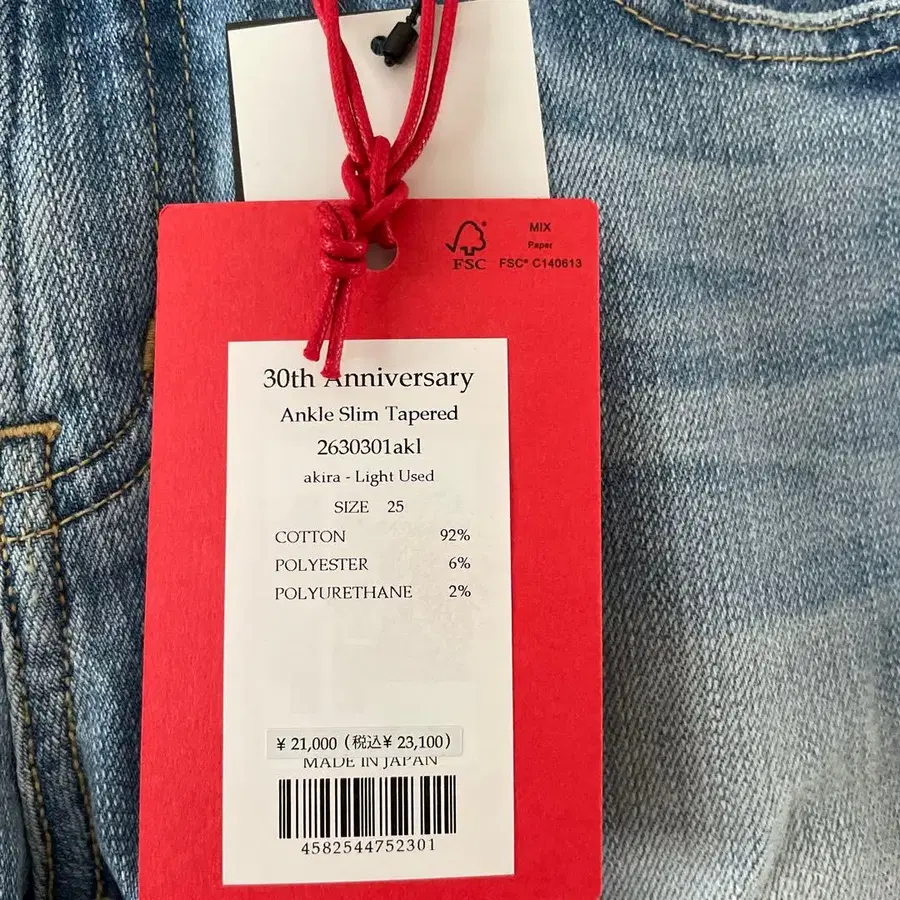 MIX
Paper
FSC® C140613
FSC
30th Anniversary
Ankle Slim Tapered
2630301akl
akira - Light Used
SIZE 25
COTTON 92%
POLYESTER 6%
POLYURETHANE 2%
¥ 21,000 (税込¥ 23,100)
MADE IN JAPAN
4582544752301